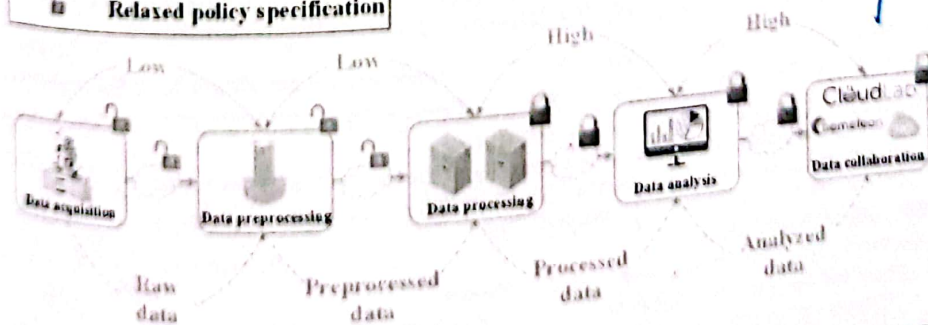 Relaxed policy specification
Low
Low
High
High
Data acquisition
Data preprocessing
Data processing
Data analysis
CloudLab
Chameleon
Data collaboration
Raw
data
Preprocessed
data
Processed
data
Analyzed
data